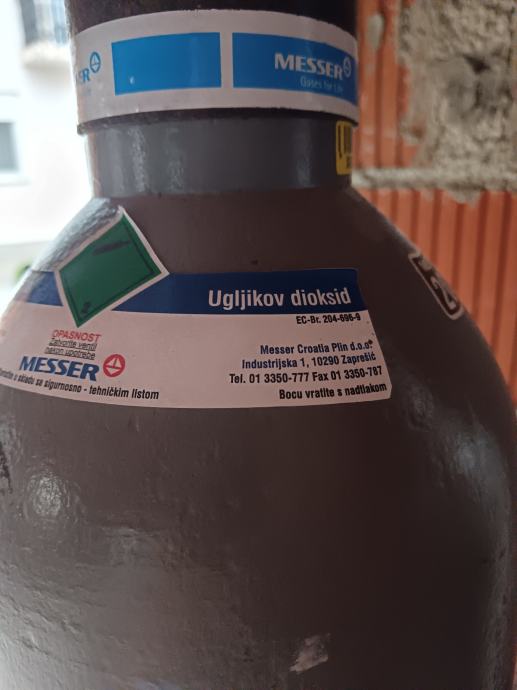 MESSER
Gases for Life
Ugljikov dioksid
EC-Br. 204-696-9
OPASNOST
Zatvorite ventil
nakon upotrebe
MESSER
Messer Croatia Plin d.o.o.
Industrijska 1, 10290 Zaprešić
Tel. 01 3350-777 Fax 01 3350-787
u skladu sa sigurnosno - tehničkim listom
Bocu vratite s nadtlakom